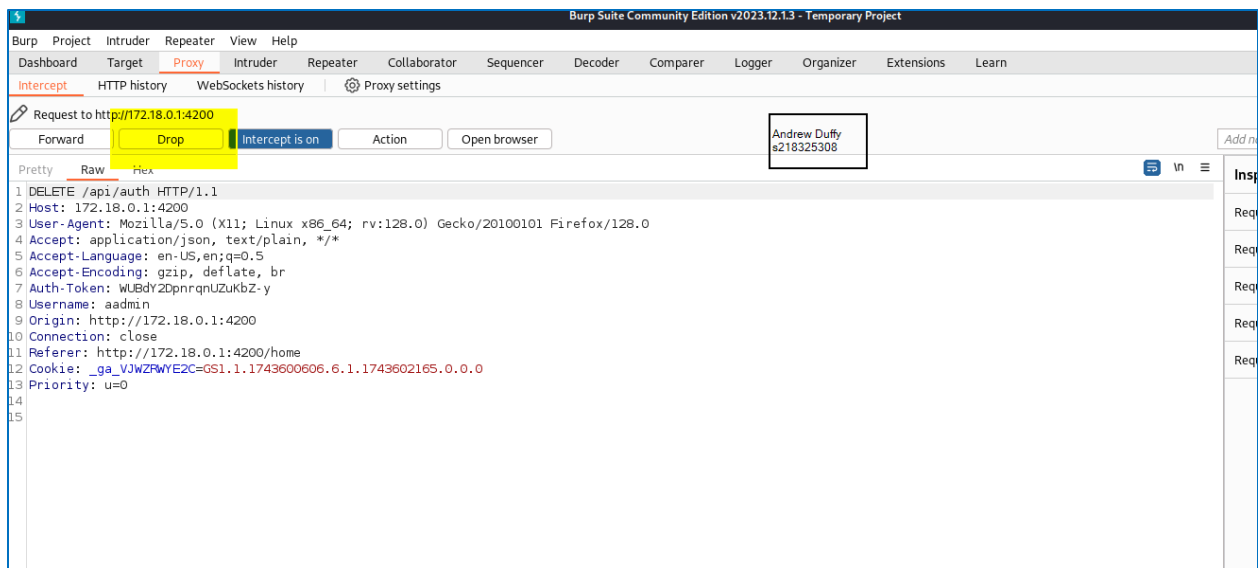 Burp Suite Community Edition v2023.12.1.3 - Temporary Project
Burp Project Intruder Repeater View Help
Dashboard Target Proxy Intruder Repeater Collaborator Sequencer Decoder Comparer Logger Organizer Extensions Learn
Intercept HTTP history WebSockets history Proxy settings
Request to http://172.18.0.1:4200
Forward Drop Intercept is on Action Open browser
Andrew Duffy
s218325308
Pretty Raw Hex
\n
1 DELETE /api/auth HTTP/1.1
2 Host: 172.18.0.1:4200
3 User-Agent: Mozilla/5.0 (X11; Linux x86_64; rv:128.0) Gecko/20100101 Firefox/128.0
4 Accept: application/json, text/plain, */*
5 Accept-Language: en-US,en;q=0.5
6 Accept-Encoding: gzip, deflate, br
7 Auth-Token: WUBdY2DpnrqnUZuKbZ-y
8 Username: aadmin
9 Origin: http://172.18.0.1:4200
10 Connection: close
11 Referer: http://172.18.0.1:4200/home
12 Cookie: _ga_VJWZRWYE2C=GS1.1.1743600606.6.1.1743602165.0.0.0
13 Priority: u=0
14
15